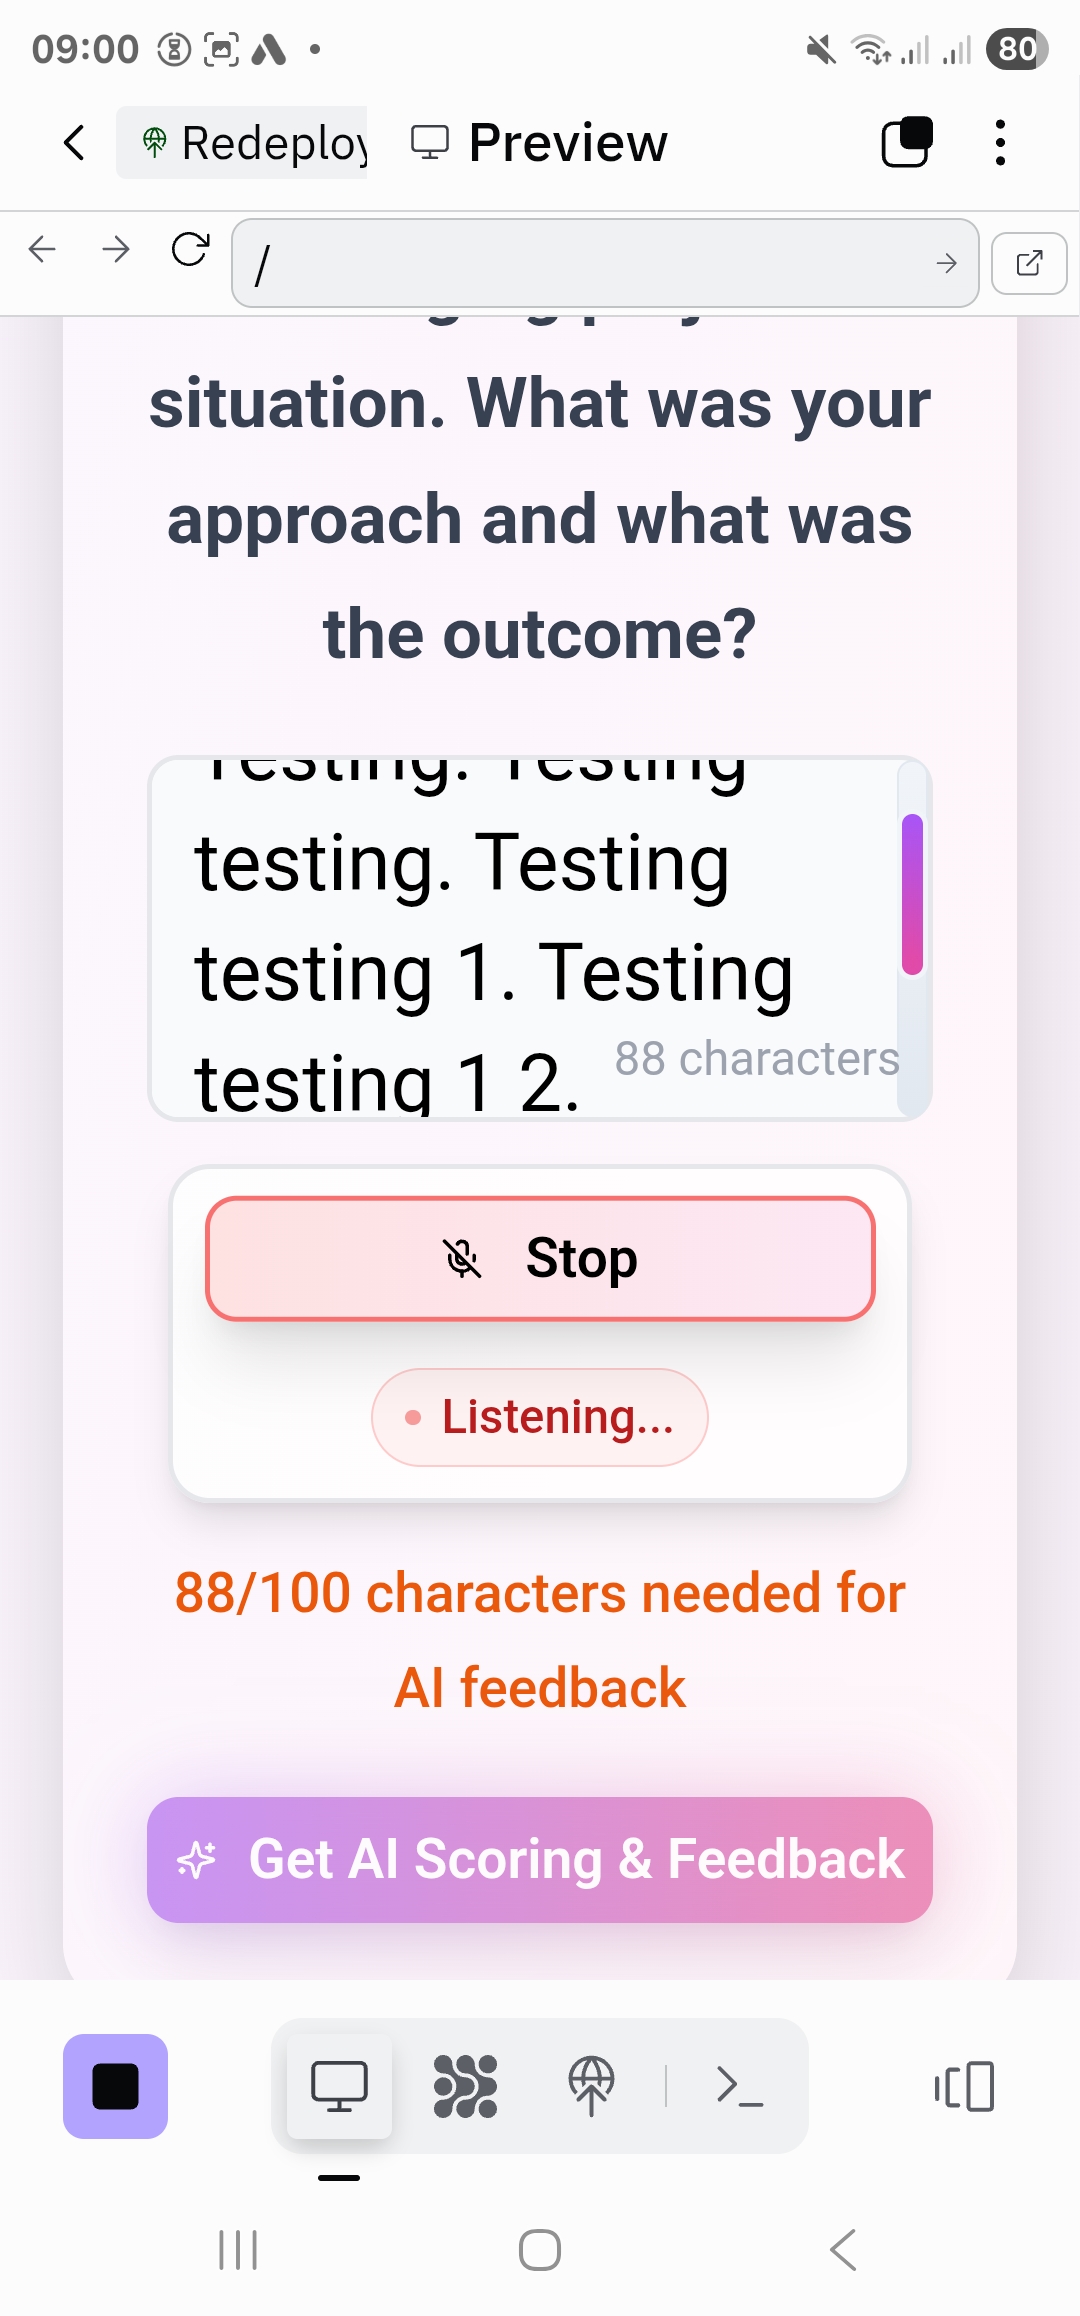 09:00
80
Redeploy
Preview
/
situation. What was your
approach and what was
the outcome?
Testing. Testing
testing. Testing
testing 1. Testing
testing 1 2.
88 characters
Stop
Listening...
88/100 characters needed for
AI feedback
Get AI Scoring & Feedback